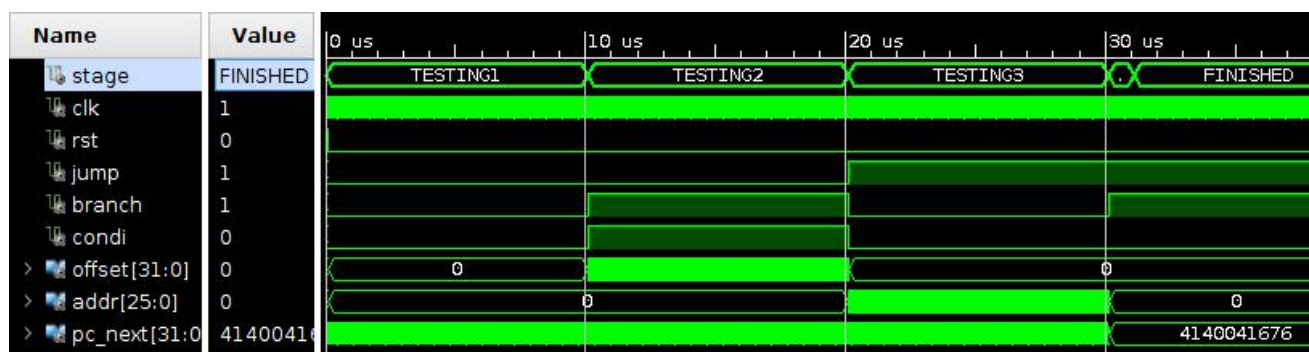 Name Value 0 us 10 us 20 us 30 us
stage FINISHED TESTING1 TESTING2 TESTING3 . FINISHED
clk 1
rst 0
jump 1
branch 1
condi 0
> offset[31:0] 0 0 0
> addr[25:0] 0 0 0
> pc_next[31:0 41400416 4140041676